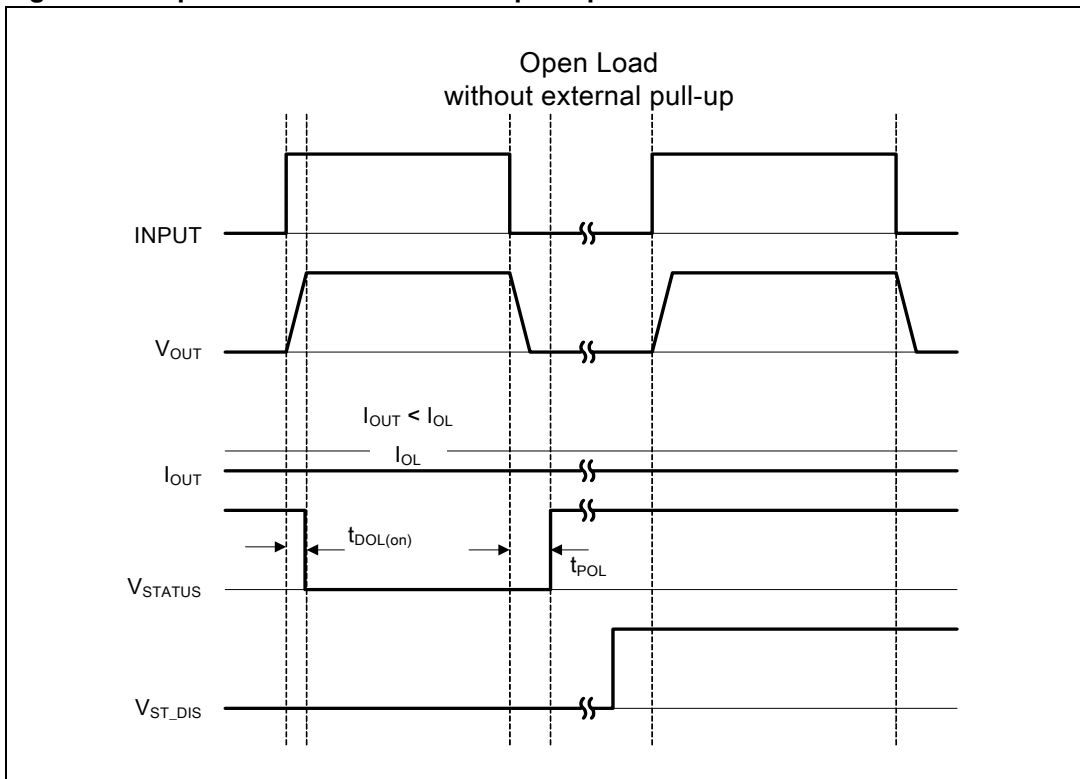 Open Load
without external pull-up
INPUT
VOUT
IOUT < IOL
IOL
IOUT
tDOL(on)
tPOL
VSTATUS
VST_DIS